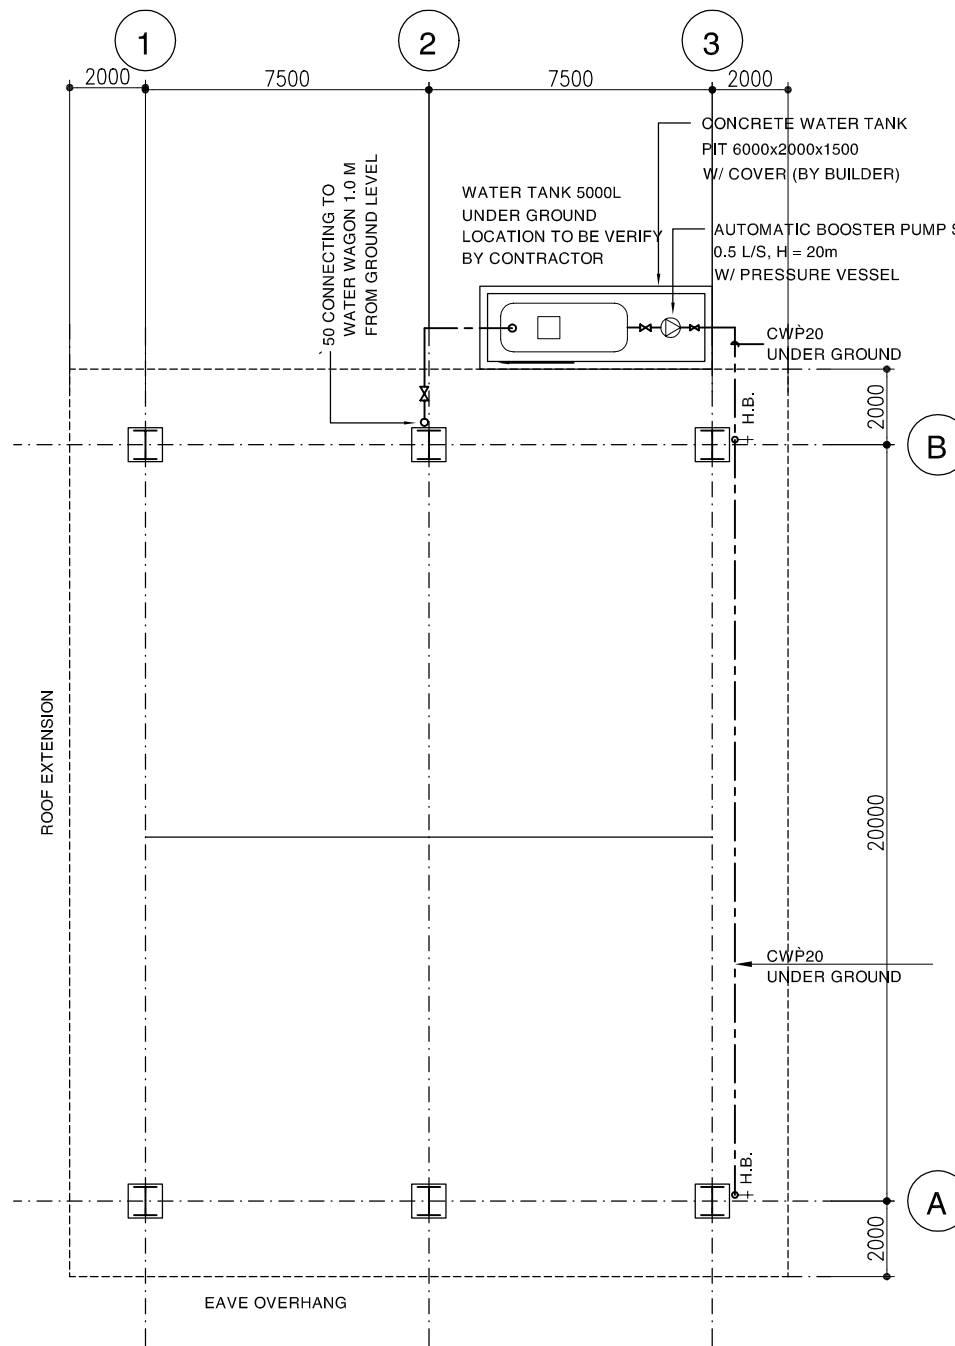 1
2
3
2000
7500
7500
2000
CONCRETE WATER TANK
PIT 6000x2000x1500
W/ COVER (BY BUILDER)
WATER TANK 5000L
UNDER GROUND
LOCATION TO BE VERIFY
BY CONTRACTOR
AUTOMATIC BOOSTER PUMP S
0.5 L/S, H = 20m
W/ PRESSURE VESSEL
50 CONNECTING TO
WATER WAGON 1.0 M
FROM GROUND LEVEL
CWÞ20
UNDER GROUND
2000
H.B.
B
ROOF EXTENSION
20000
CWÞ20
UNDER GROUND
H.B.
A
2000
EAVE OVERHANG